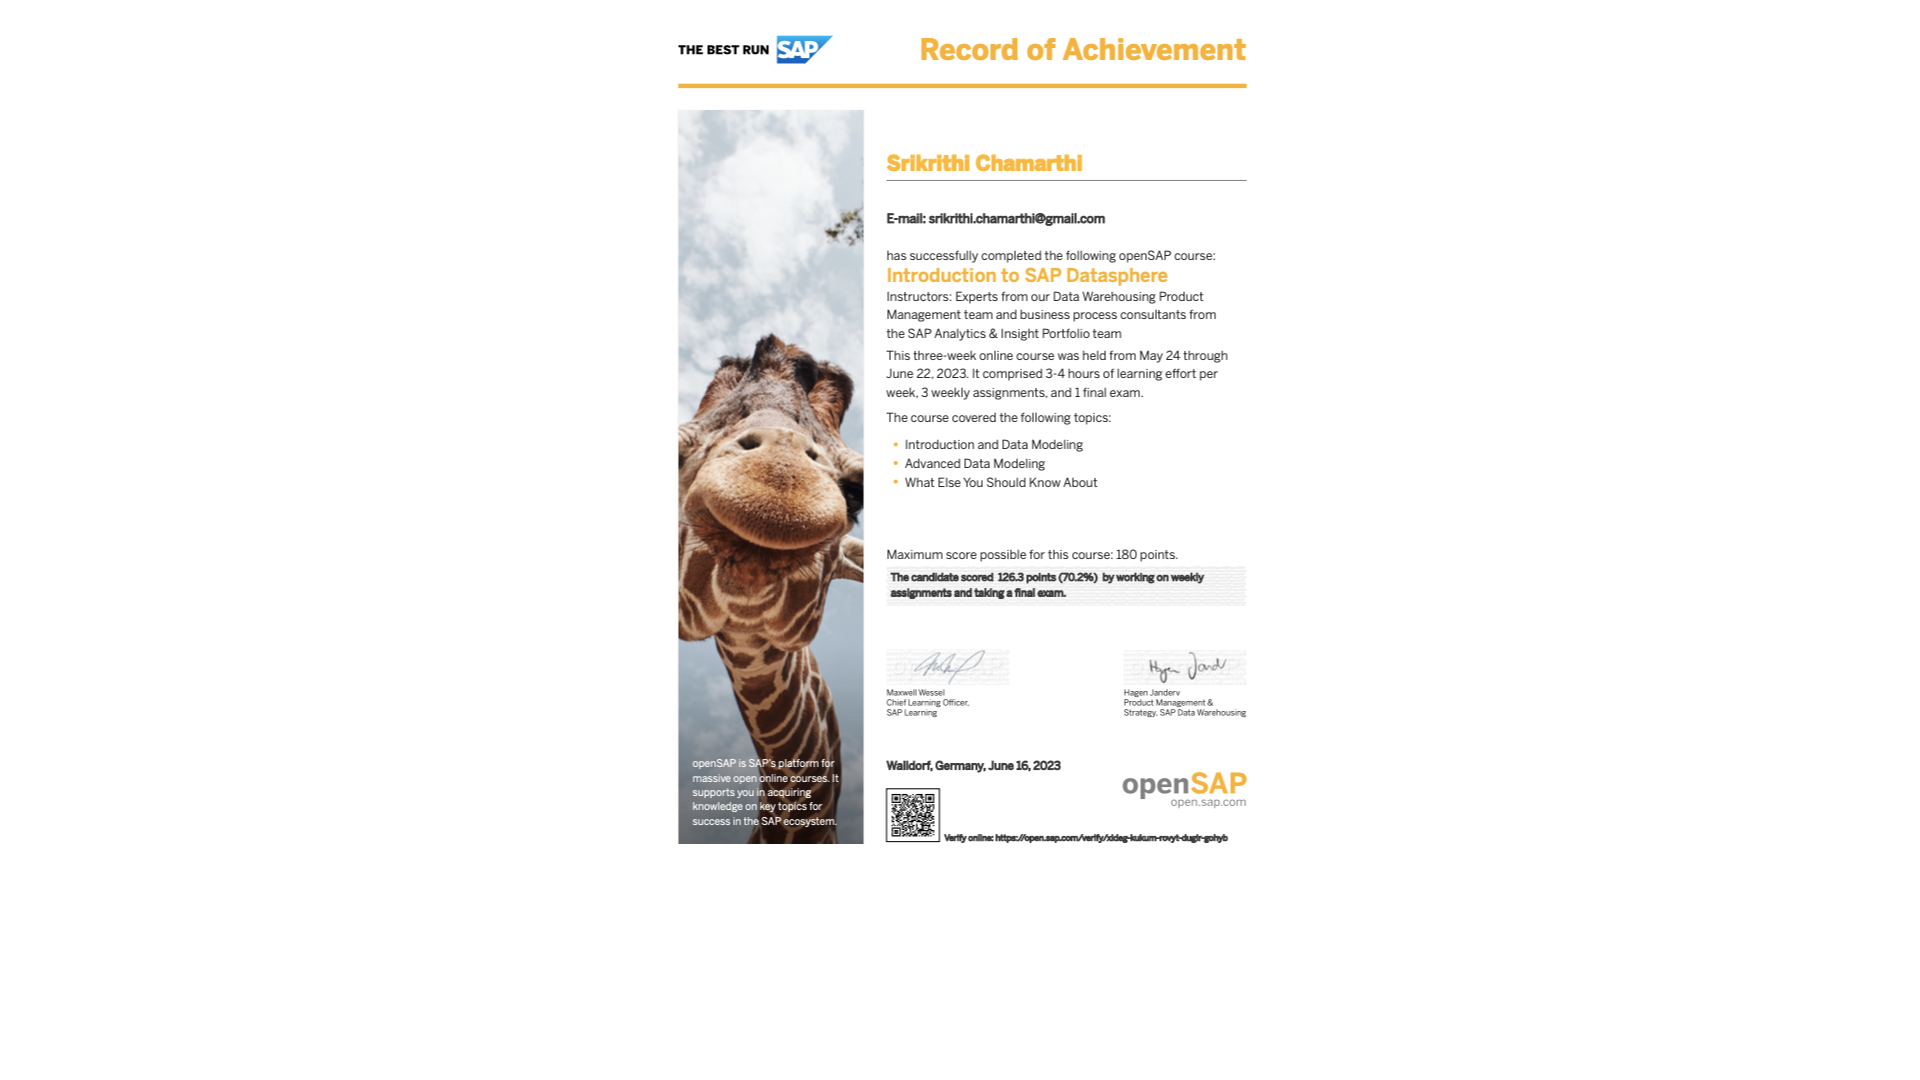 THE BEST RUN SAP
Record of Achievement
Srikrithi Chamarthi
E-mail: srikrithi.chamarthi@gmail.com
has successfully completed the following openSAP course:
Introduction to SAP Datasphere
Instructors: Experts from our Data Warehousing Product
Management team and business process consultants from
the SAP Analytics & Insight Portfolio team
This three-week online course was held from May 24 through
June 22, 2023. It comprised 3-4 hours of learning effort per
week, 3 weekly assignments, and 1 final exam.
The course covered the following topics:
• Introduction and Data Modeling
• Advanced Data Modeling
• What Else You Should Know About
Maximum score possible for this course: 180 points.
The candidate scored 126.3 points (70.2%) by working on weekly
assignments and taking a final exam.
Hagen Jand
Maxwell Wessel
Chief Learning Officer,
SAP Learning
Hagen Janderv
Product Management &
Strategy, SAP Data Warehousing
openSAP is SAP's platform for
massive open online courses. It
supports you in acquiring
knowledge on key topics for
success in the SAP ecosystem.
Walldorf, Germany, June 16, 2023
openSAP
open.sap.com
Verify online: https://open.sap.com/verify/xideg-kukum-rovyt-dugir-gohyb